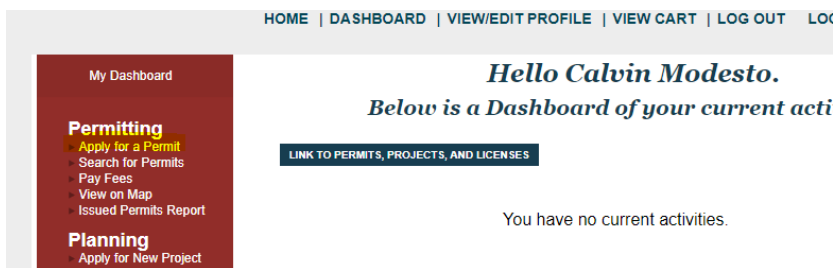 HOME | DASHBOARD | VIEW/EDIT PROFILE | VIEW CART | LOG OUT
My Dashboard
Hello Calvin Modesto.
Below is a Dashboard of your current
Permitting
Apply for a Permit
Search for Permits
Pay Fees
View on Map
Issued Permits Report
LINK TO PERMITS, PROJECTS, AND LICENSES
You have no current activities.
Planning
Apply for New Project